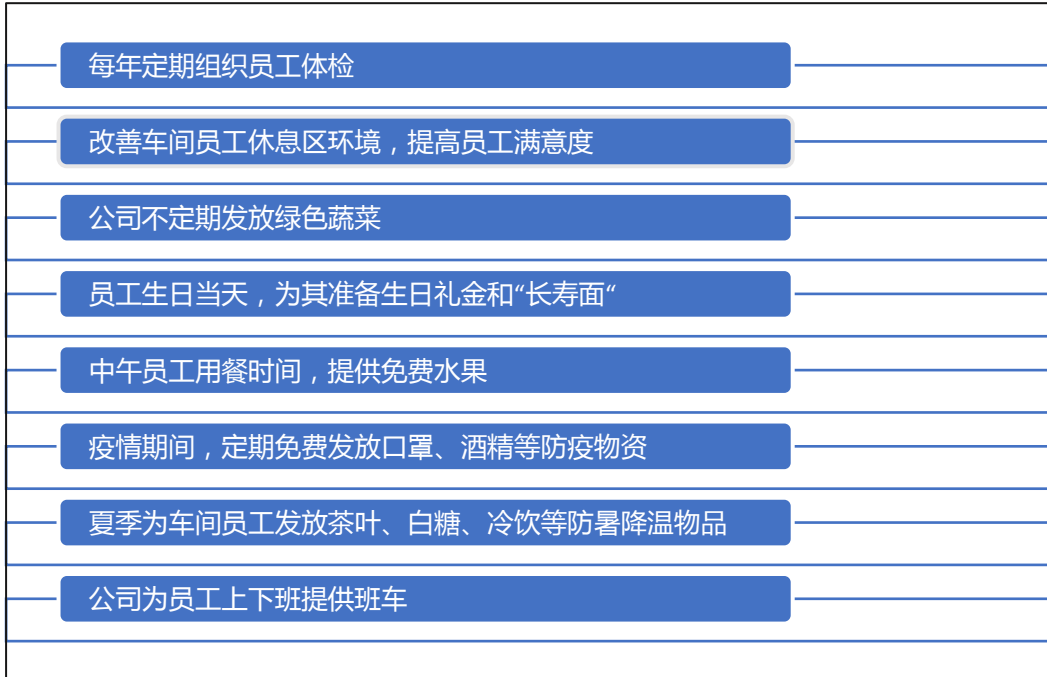 每年定期组织员工体检
改善车间员工休息区环境，提高员工满意度
公司不定期发放绿色蔬菜
员工生日当天，为其准备生日礼金和“长寿面“
中午员工用餐时间，提供免费水果
疫情期间，定期免费发放口罩、酒精等防疫物资
夏季为车间员工发放茶叶、白糖、冷饮等防暑降温物品
公司为员工上下班提供班车